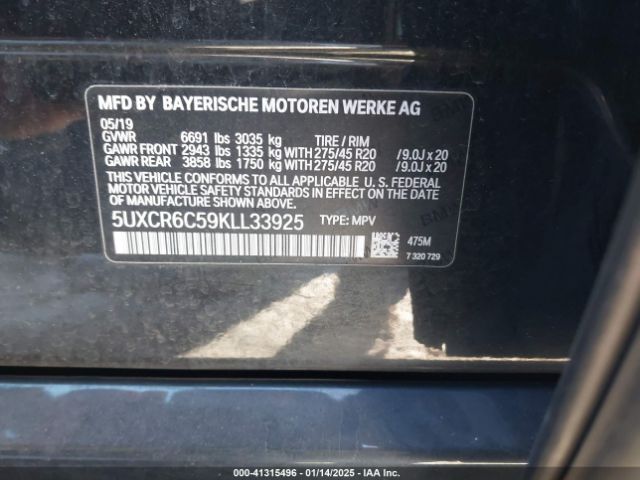 MFD BY BAYERISCHE MOTOREN WERKE AG
05/19
GVWR 6691 lbs 3035 kg TIRE / RIM
GAWR FRONT 2943 lbs 1335 kg WITH 275/45 R20 /9.0J x 20
GAWR REAR 3858 lbs 1750 kg WITH 275/45 R20 /9.0J x 20
THIS VEHICLE CONFORMS TO ALL APPLICABLE U. S. FEDERAL
MOTOR VEHICLE SAFETY STANDARDS IN EFFECT ON THE DATE
OF MANUFACTURE SHOWN ABOVE.
5UXCR6C59KLL33925 TYPE: MPV
475M
7 320 729
000-41315496 - 01/14/2025 - IAA Inc.